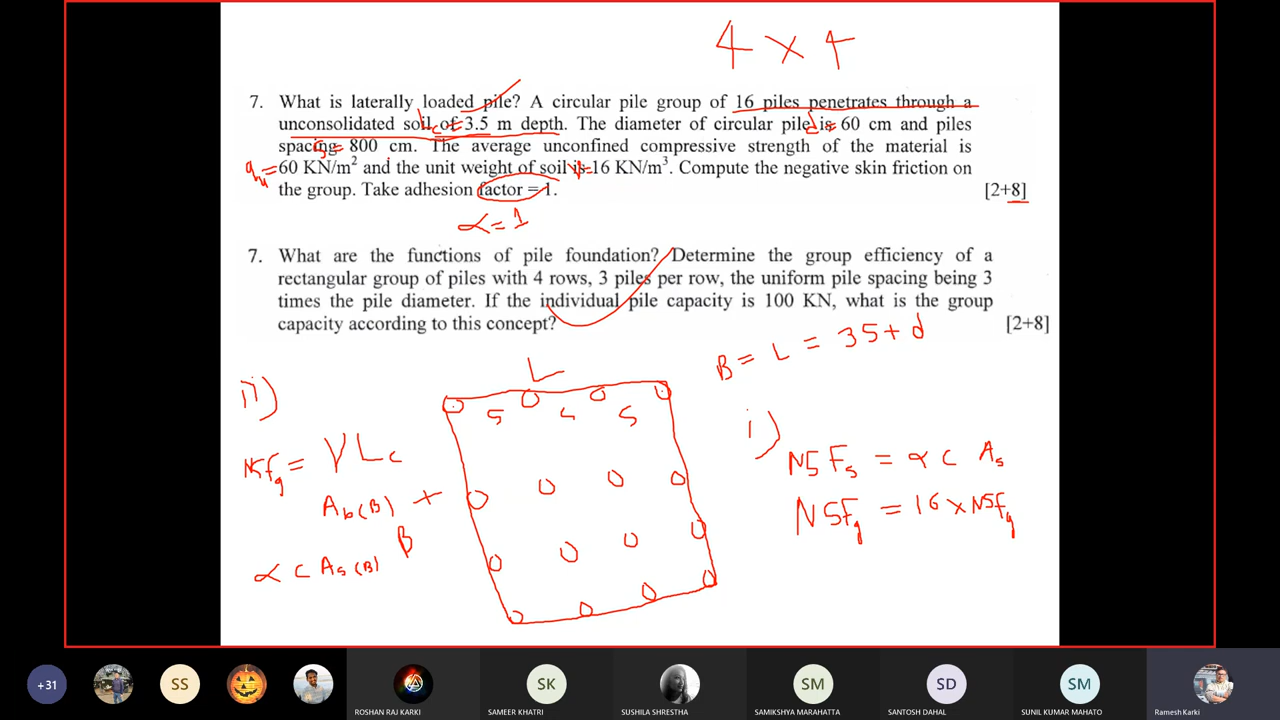 4 × 4
7. What is laterally loaded pile? A circular pile group of 16 piles penetrates through a
unconsolidated soil of 3.5 m depth. The diameter of circular pile is 60 cm and piles
spacing 800 cm. The average unconfined compressive strength of the material is
60 KN/m² and the unit weight of soil is 16 KN/m³. Compute the negative skin friction on
the group. Take adhesion factor = 1.
[2+8]
α = 1
7. What are the functions of pile foundation? Determine the group efficiency of a
rectangular group of piles with 4 rows, 3 piles per row, the uniform pile spacing being 3
times the pile diameter. If the individual pile capacity is 100 KN, what is the group
capacity according to this concept?
[2+8]
B = L = 3S + d
L
S S S
ii)
NSFg = γ Lc
Ab(B) +
α c As(B)
B
i)
NSFs = α c As
NSFg = 16 × NSFg
+31
SS
SK
SM
SD
SM
ROSHAN RAJ KARKI
SAMEER KHATRI
SUSHILA SHRESTHA
SAMIKSHYA MARAHATTA
SANTOSH DAHAL
SUNIL KUMAR MAHATO
Ramesh Karki